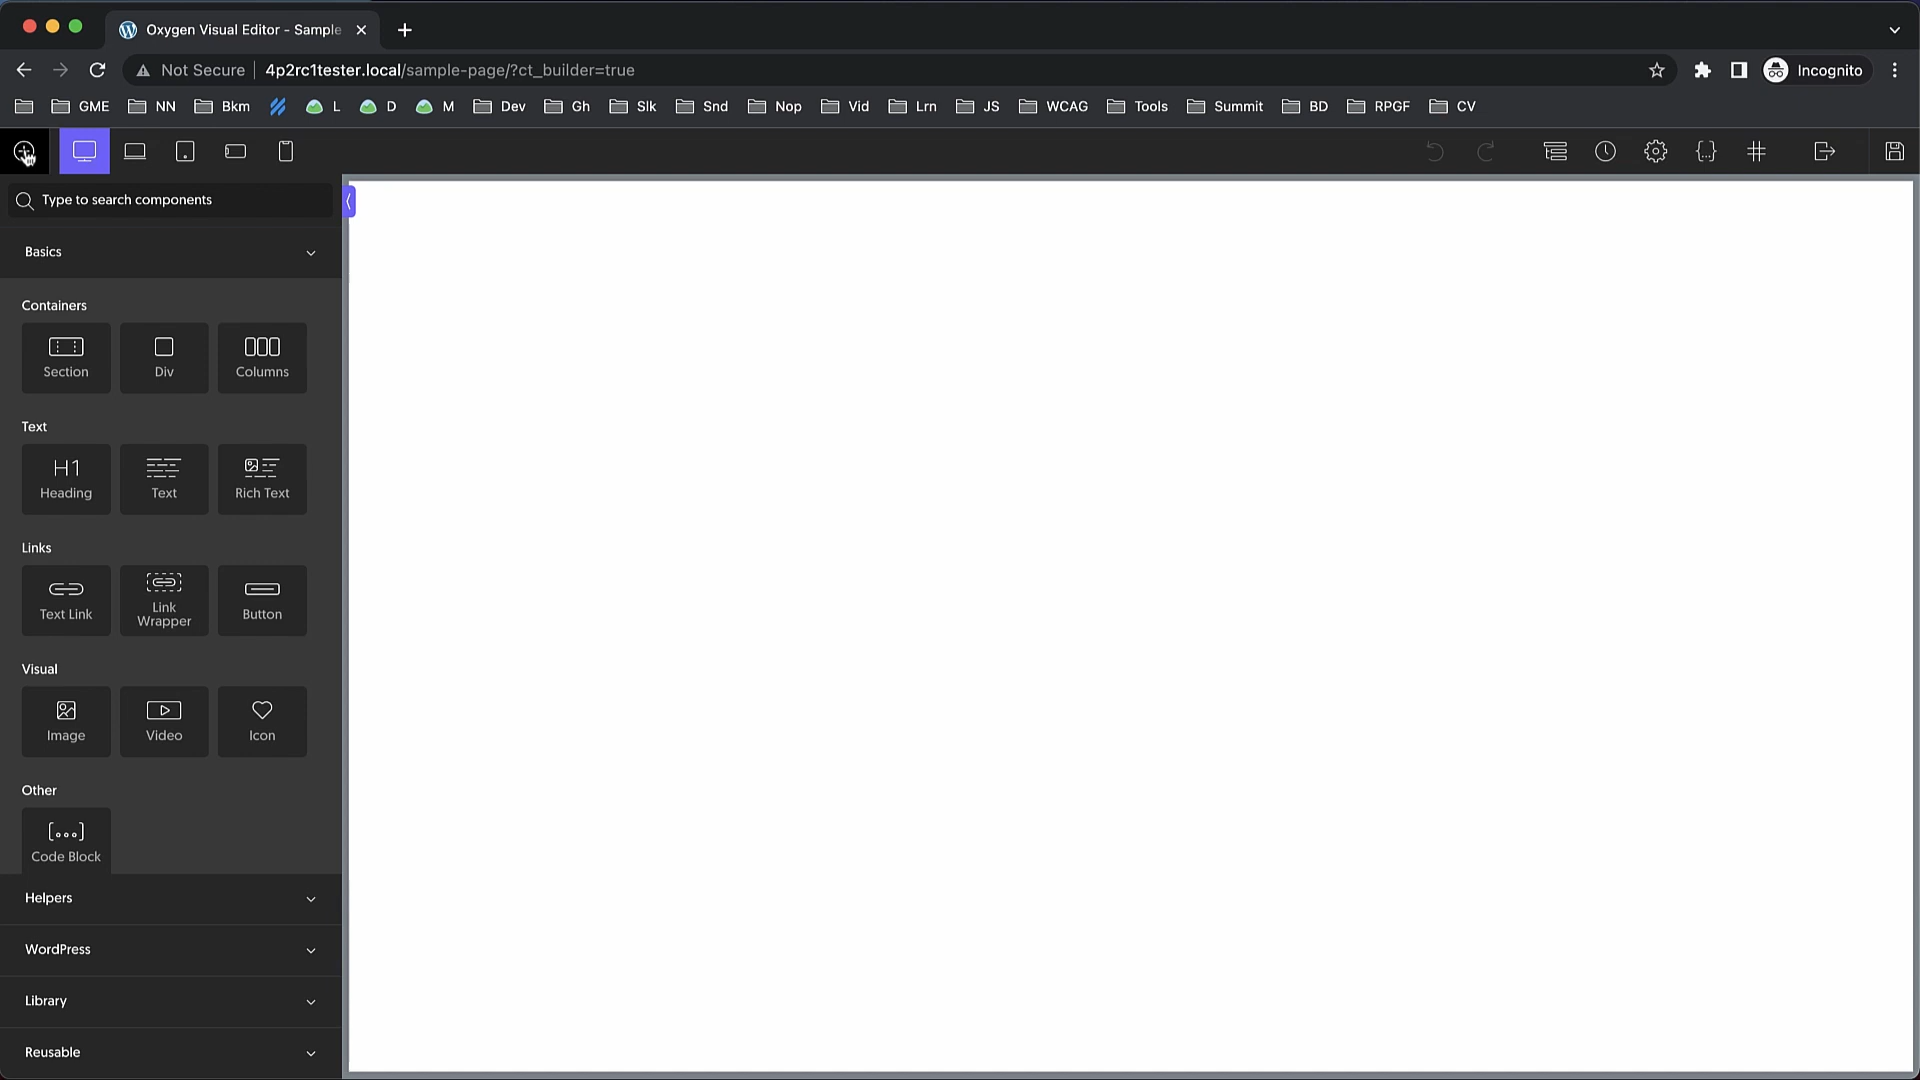 Oxygen Visual Editor - Sample
Not Secure 4p2rc1tester.local/sample-page/?ct_builder=true Incognito
GME NN Bkm L D M Dev Gh Slk Snd Nop Vid Lrn JS WCAG Tools Summit BD RPGF CV
Type to search components
Basics
Containers
Section Div Columns
Text
H1
Heading Text Rich Text
Links
Text Link Link Wrapper Button
Visual
Image Video Icon
Other
Code Block
Helpers
WordPress
Library
Reusable